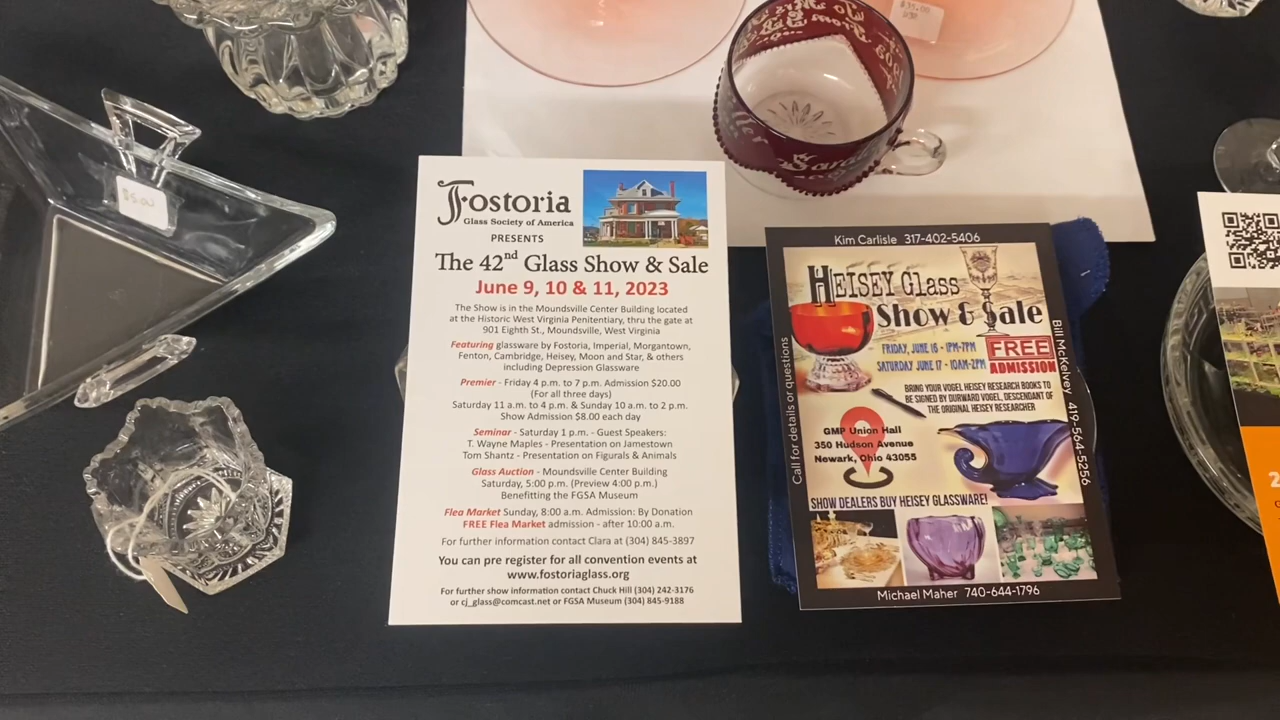 $35.00
$5.00
Fostoria
Glass Society of America
PRESENTS
The 42nd Glass Show & Sale
June 9, 10 & 11, 2023
The Show is in the Moundsville Center Building located
at the Historic West Virginia Penitentiary, thru the gate at
901 Eighth St., Moundsville, West Virginia
Featuring glassware by Fostoria, Imperial, Morgantown,
Fenton, Cambridge, Heisey, Moon and Star, & others
including Depression Glassware
Premier - Friday 4 p.m. to 7 p.m. Admission $20.00
(For all three days)
Saturday 11 a.m. to 4 p.m. & Sunday 10 a.m. to 2 p.m.
Show Admission $8.00 each day
Seminar - Saturday 1 p.m. - Guest Speakers:
T. Wayne Maples - Presentation on Jamestown
Tom Shantz - Presentation on Figurals & Animals
Glass Auction - Moundsville Center Building
Saturday, 5:00 p.m. (Preview 4:00 p.m.)
Benefitting the FGSA Museum
Flea Market Sunday, 8:00 a.m. Admission: By Donation
FREE Flea Market admission - after 10:00 a.m.
For further information contact Clara at (304) 845-3897
You can pre register for all convention events at
www.fostoriaglass.org
For further show information contact Chuck Hill (304) 242-3176
or cj_glass@comcast.net or FGSA Museum (304) 845-9188
Kim Carlisle 317-402-5406
HEISEY Glass
Show & Sale
FRIDAY, JUNE 16 - 1PM-7PM
SATURDAY JUNE 17 - 10AM-2PM
FREE
ADMISSION
BRING YOUR VOGEL HEISEY RESEARCH BOOKS TO
BE SIGNED BY DURWARD VOGEL, DESCENDANT OF
THE ORIGINAL HEISEY RESEARCHER
GMP Union Hall
350 Hudson Avenue
Newark, Ohio 43055
SHOW DEALERS BUY HEISEY GLASSWARE!
Call for details or questions
Bill McKelvey 419-564-5256
Michael Maher 740-644-1796